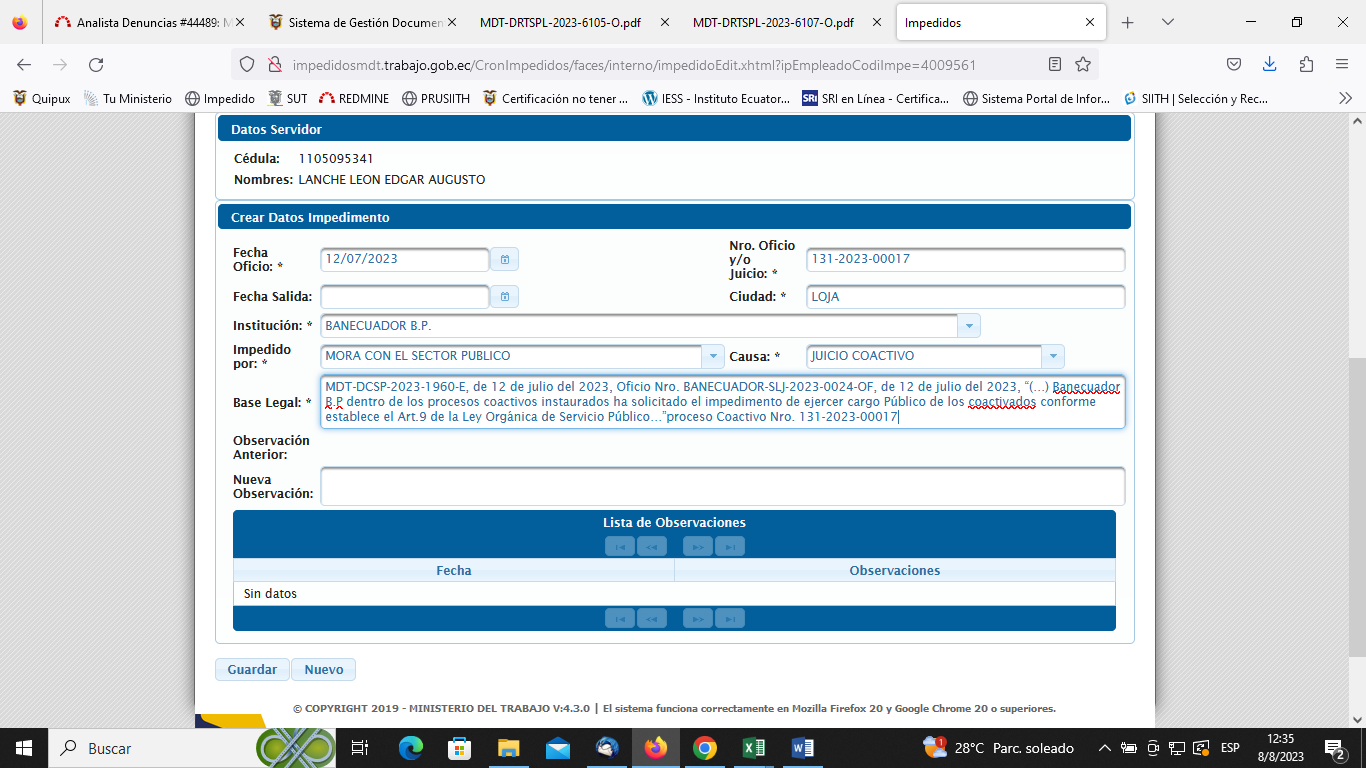 Analista Denuncias #44489: M
Sistema de Gestión Documen
MDT-DRTSPL-2023-6105-O.pdf
MDT-DRTSPL-2023-6107-O.pdf
Impedidos
impedidosmdt.trabajo.gob.ec/CronImpedidos/faces/interno/impedidoEdit.xhtml?ipEmpleadoCodiImpe=4009561
Quipux
Tu Ministerio
Impedido
SUT
REDMINE
PRUSIITH
Certificación no tener ...
IESS - Instituto Ecuator...
SRI en Línea - Certifica...
Sistema Portal de Infor...
SIITH | Selección y Rec...
Datos Servidor
Cédula: 1105095341
Nombres: LANCHE LEON EDGAR AUGUSTO
Crear Datos Impedimento
Fecha
Oficio: *
12/07/2023
Nro. Oficio
y/o
Juicio: *
131-2023-00017
Fecha Salida:
Ciudad: *
LOJA
Institución: *
BANECUADOR B.P.
Impedido
por: *
MORA CON EL SECTOR PUBLICO
Causa: *
JUICIO COACTIVO
Base Legal: *
MDT-DCSP-2023-1960-E, de 12 de julio del 2023, Oficio Nro. BANECUADOR-SLJ-2023-0024-OF, de 12 de julio del 2023, “(...) Banecuador
B.P dentro de los procesos coactivos instaurados ha solicitado el impedimento de ejercer cargo Público de los coactivados conforme
establece el Art.9 de la Ley Orgánica de Servicio Público...”proceso Coactivo Nro. 131-2023-00017
Observación
Anterior:
Nueva
Observación:
Lista de Observaciones
Fecha
Observaciones
Sin datos
Guardar
Nuevo
© COPYRIGHT 2019 - MINISTERIO DEL TRABAJO V:4.3.0 | El sistema funciona correctamente en Mozilla Firefox 20 y Google Chrome 20 o superiores.
Buscar
28°C Parc. soleado
ESP
12:35
8/8/2023
2